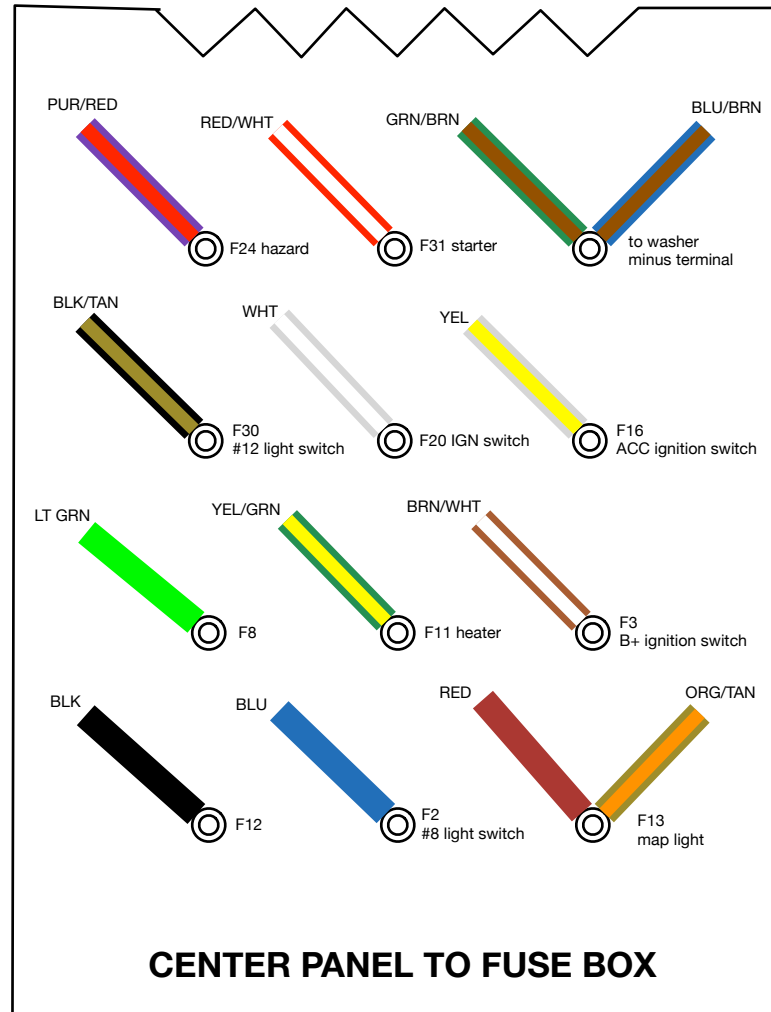 PUR/RED
RED/WHT
GRN/BRN
BLU/BRN
F24 hazard
F31 starter
to washer
minus terminal
BLK/TAN
WHT
YEL
F30
#12 light switch
F20 IGN switch
F16
ACC ignition switch
LT GRN
YEL/GRN
BRN/WHT
F8
F11 heater
F3
B+ ignition switch
BLK
BLU
RED
ORG/TAN
F12
F2
#8 light switch
F13
map light
CENTER PANEL TO FUSE BOX